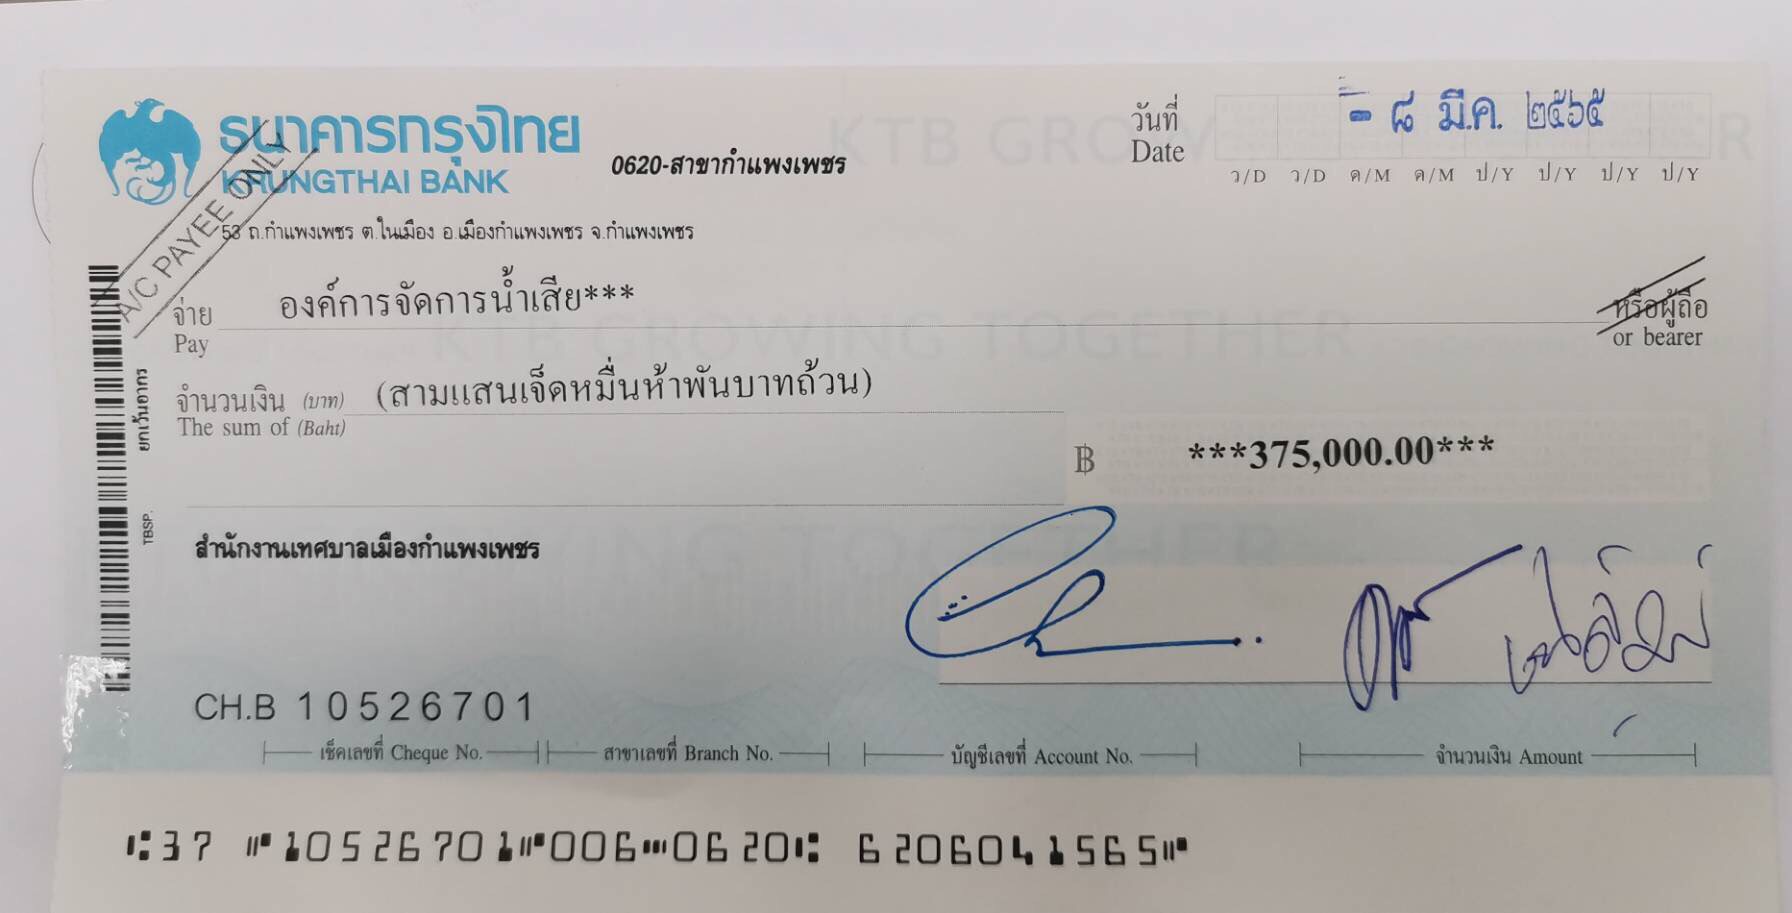 ธนาคารกรุงไทย
KRUNGTHAI BANK
0620-สาขากำแพงเพชร
วันที่
Date
- ๘ มี.ค. ๒๕๖๕
ว/D ว/D ด/M ด/M ป/Y ป/Y ป/Y ป/Y
A/C PAYEE ONLY
53 ถ.กำแพงเพชร ต.ในเมือง อ.เมืองกำแพงเพชร จ.กำแพงเพชร
จ่าย องค์การจัดการน้ำเสีย*** หรือผู้ถือ
Pay or bearer
KTB GROWING TOGETHER
จำนวนเงิน (บาท) (สามแสนเจ็ดหมื่นห้าพันบาทถ้วน)
The sum of (Baht)
฿ ***375,000.00***
ยกเว้นอากร
TBSP.
สำนักงานเทศบาลเมืองกำแพงเพชร
CH.B 10526701
เช็คเลขที่ Cheque No. สาขาเลขที่ Branch No. บัญชีเลขที่ Account No. จำนวนเงิน Amount
⑆37 ⑈10526701⑈006⑉0620⑆ 6206041565⑈